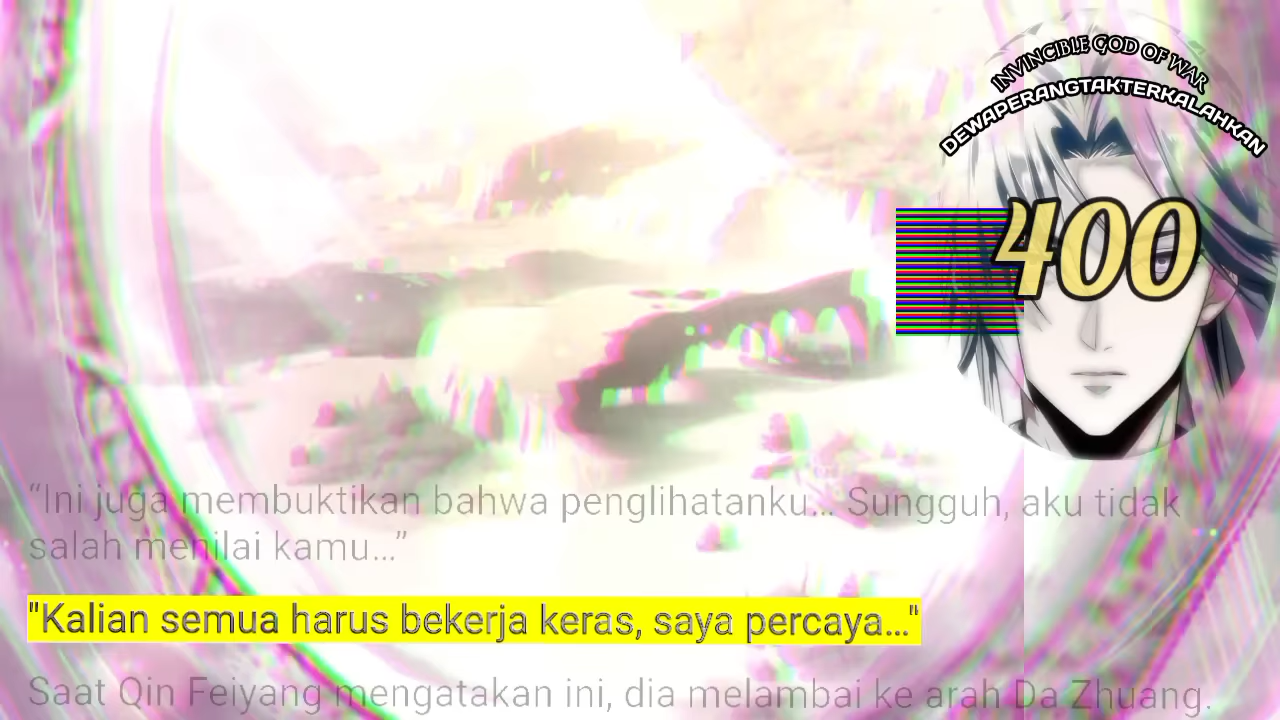 INVINCIBLE GOD OF WAR
DEWAPERANGTAKTERKALAHKAN
400
“Ini juga membuktikan bahwa penglihatanku... Sungguh, aku tidak
salah menilai kamu...”
"Kalian semua harus bekerja keras, saya percaya..."
Saat Qin Feiyang mengatakan ini, dia melambai ke arah Da Zhuang.